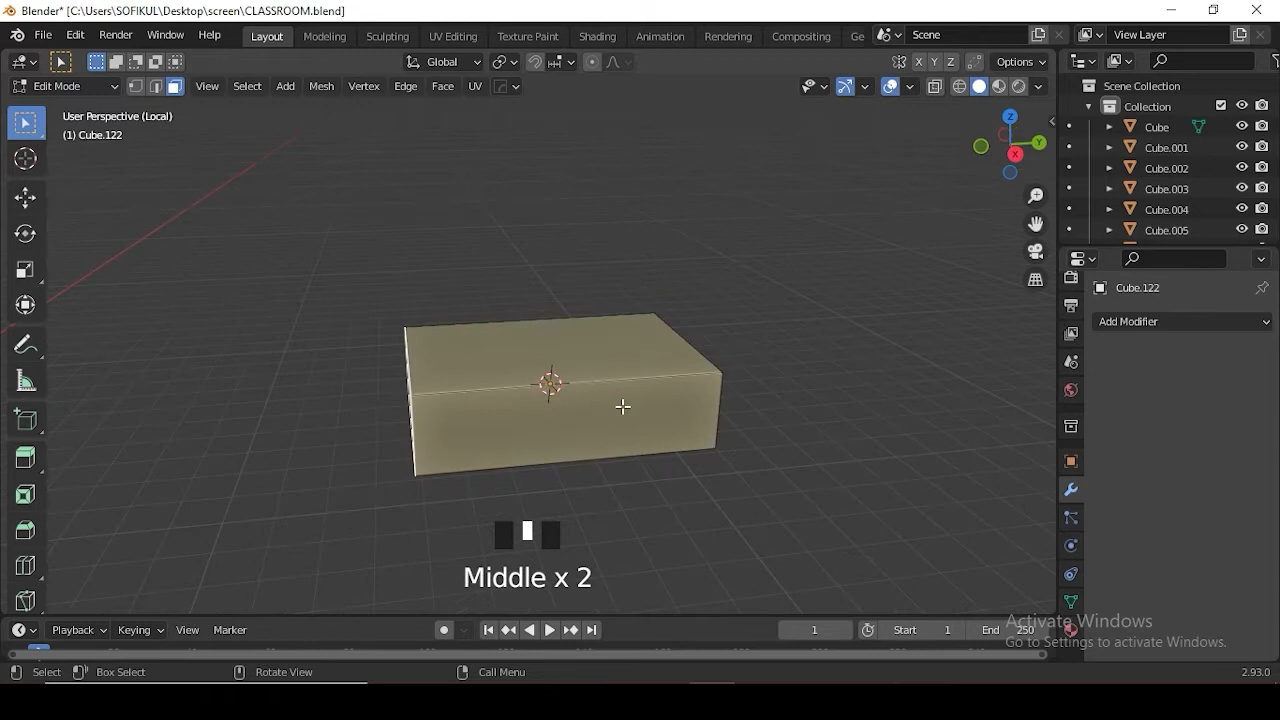 Blender* [C:\Users\SOFIKUL\Desktop\screen\CLASSROOM.blend]
File Edit Render Window Help Layout Modeling Sculpting UV Editing Texture Paint Shading Animation Rendering Compositing Ge Scene View Layer
Global X Y Z Options
Edit Mode View Select Add Mesh Vertex Edge Face UV
Scene Collection
Collection
Cube
Cube.001
Cube.002
Cube.003
Cube.004
Cube.005
User Perspective (Local)
(1) Cube.122
Z
Y
X
Cube.122
Add Modifier
Middle x 2
Activate Windows
Go to Settings to activate Windows.
Playback Keying View Marker 1 Start 1 End 250
Select Box Select Rotate View Call Menu 2.93.0